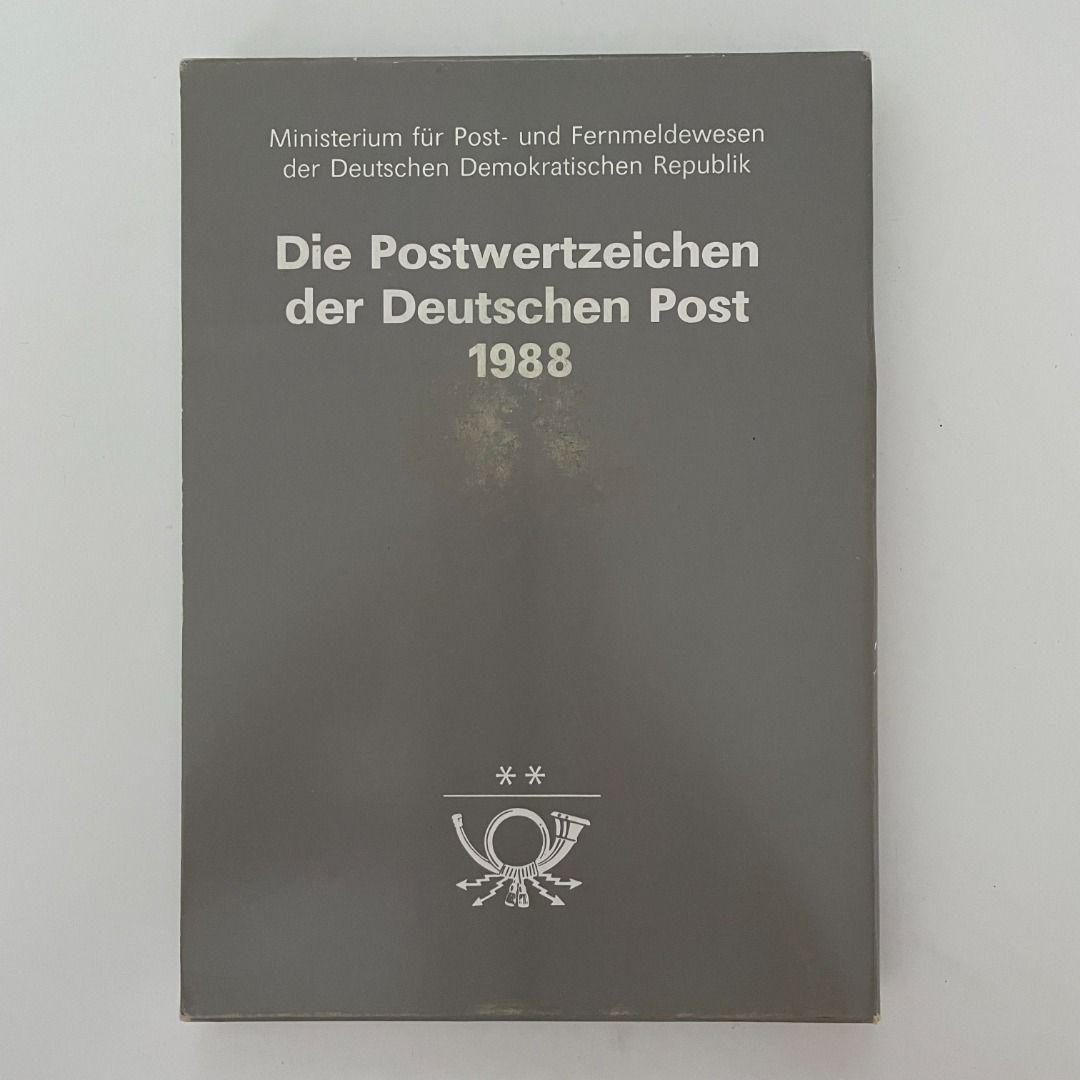 Ministerium für Post- und Fernmeldewesen
der Deutschen Demokratischen Republik
Die Postwertzeichen
der Deutschen Post
1988
**